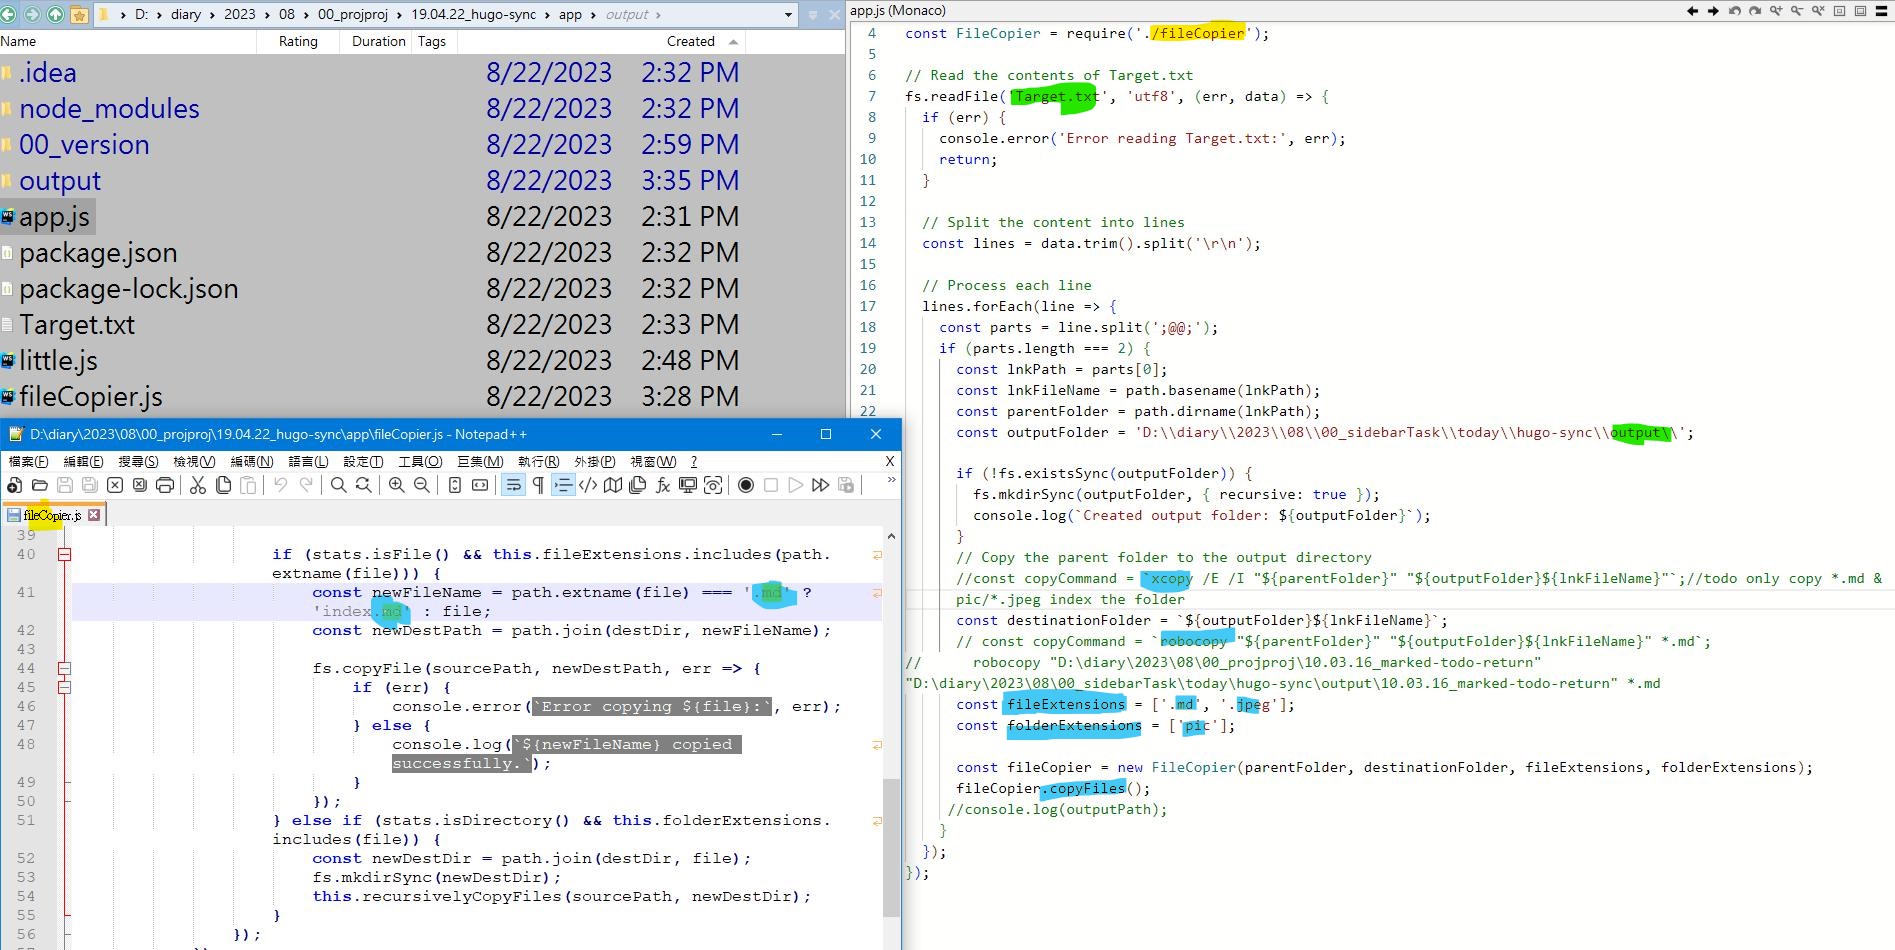 D: › diary › 2023 › 08 › 00_projproj › 19.04.22_hugo-sync › app › output ›
Name Rating Duration Tags Created
.idea 8/22/2023 2:32 PM
node_modules 8/22/2023 2:32 PM
00_version 8/22/2023 2:59 PM
output 8/22/2023 3:35 PM
app.js 8/22/2023 2:31 PM
package.json 8/22/2023 2:32 PM
package-lock.json 8/22/2023 2:32 PM
Target.txt 8/22/2023 2:33 PM
little.js 8/22/2023 2:48 PM
fileCopier.js 8/22/2023 3:28 PM
D:\diary\2023\08\00_projproj\19.04.22_hugo-sync\app\fileCopier.js - Notepad++
檔案(F) 編輯(E) 搜尋(S) 檢視(V) 編碼(N) 語言(L) 設定(T) 工具(O) 巨集(M) 執行(R) 外掛(P) 視窗(W) ? X
fileCopier.js
39
40 if (stats.isFile() && this.fileExtensions.includes(path.
extname(file))) {
41 const newFileName = path.extname(file) === '.md' ?
'index.md' : file;
42 const newDestPath = path.join(destDir, newFileName);
43
44 fs.copyFile(sourcePath, newDestPath, err => {
45 if (err) {
46 console.error(`Error copying ${file}:`, err);
47 } else {
48 console.log(`${newFileName} copied
successfully.`);
49 }
50 });
51 } else if (stats.isDirectory() && this.folderExtensions.
includes(file)) {
52 const newDestDir = path.join(destDir, file);
53 fs.mkdirSync(newDestDir);
54 this.recursivelyCopyFiles(sourcePath, newDestDir);
55 }
56 });
app.js (Monaco)
4 const FileCopier = require('./fileCopier');
5
6 // Read the contents of Target.txt
7 fs.readFile('Target.txt', 'utf8', (err, data) => {
8 if (err) {
9 console.error('Error reading Target.txt:', err);
10 return;
11 }
12
13 // Split the content into lines
14 const lines = data.trim().split('\r\n');
15
16 // Process each line
17 lines.forEach(line => {
18 const parts = line.split(';@@;');
19 if (parts.length === 2) {
20 const lnkPath = parts[0];
21 const lnkFileName = path.basename(lnkPath);
22 const parentFolder = path.dirname(lnkPath);
const outputFolder = 'D:\\diary\\2023\\08\\00_sidebarTask\\today\\hugo-sync\\output\\';
if (!fs.existsSync(outputFolder)) {
fs.mkdirSync(outputFolder, { recursive: true });
console.log(`Created output folder: ${outputFolder}`);
}
// Copy the parent folder to the output directory
//const copyCommand = `xcopy /E /I "${parentFolder}" "${outputFolder}${lnkFileName}"`;//todo only copy *.md &
pic/*.jpeg index the folder
const destinationFolder = `${outputFolder}${lnkFileName}`;
// const copyCommand = `robocopy "${parentFolder}" "${outputFolder}${lnkFileName}" *.md`;
// robocopy "D:\diary\2023\08\00_projproj\10.03.16_marked-todo-return"
"D:\diary\2023\08\00_sidebarTask\today\hugo-sync\output\10.03.16_marked-todo-return" *.md
const fileExtensions = ['.md', '.jpeg'];
const folderExtensions = ['pic'];
const fileCopier = new FileCopier(parentFolder, destinationFolder, fileExtensions, folderExtensions);
fileCopier.copyFiles();
//console.log(outputPath);
}
});
});